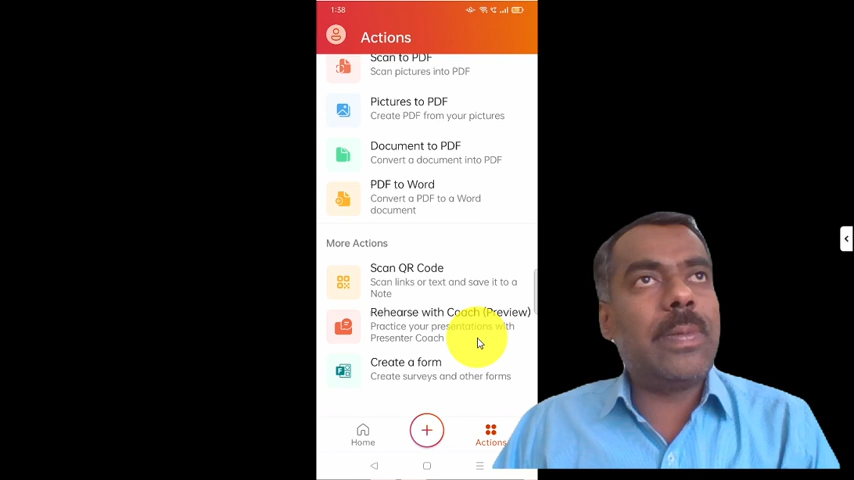 1:38
Actions
Scan to PDF
Scan pictures into PDF
Pictures to PDF
Create PDF from your pictures
Document to PDF
Convert a document into PDF
PDF to Word
Convert a PDF to a Word
document
More Actions
Scan QR Code
Scan links or text and save it to a
Note
Rehearse with Coach (Preview)
Practice your presentations with
Presenter Coach
Create a form
Create surveys and other forms
Home
Actions